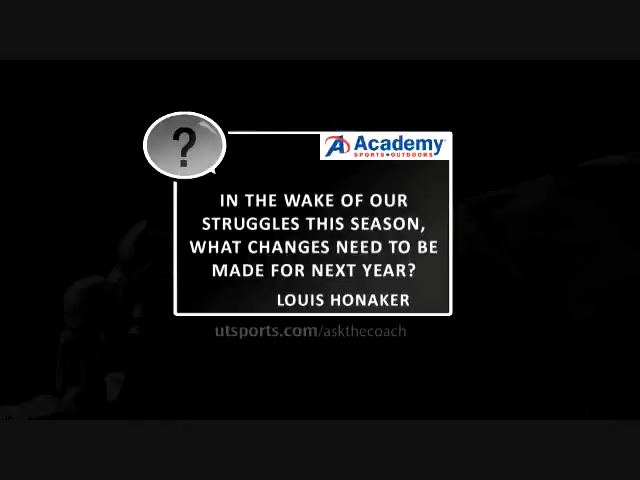 ?
Academy
SPORTS+OUTDOORS
IN THE WAKE OF OUR
STRUGGLES THIS SEASON,
WHAT CHANGES NEED TO BE
MADE FOR NEXT YEAR?
LOUIS HONAKER
utsports.com/askthecoach